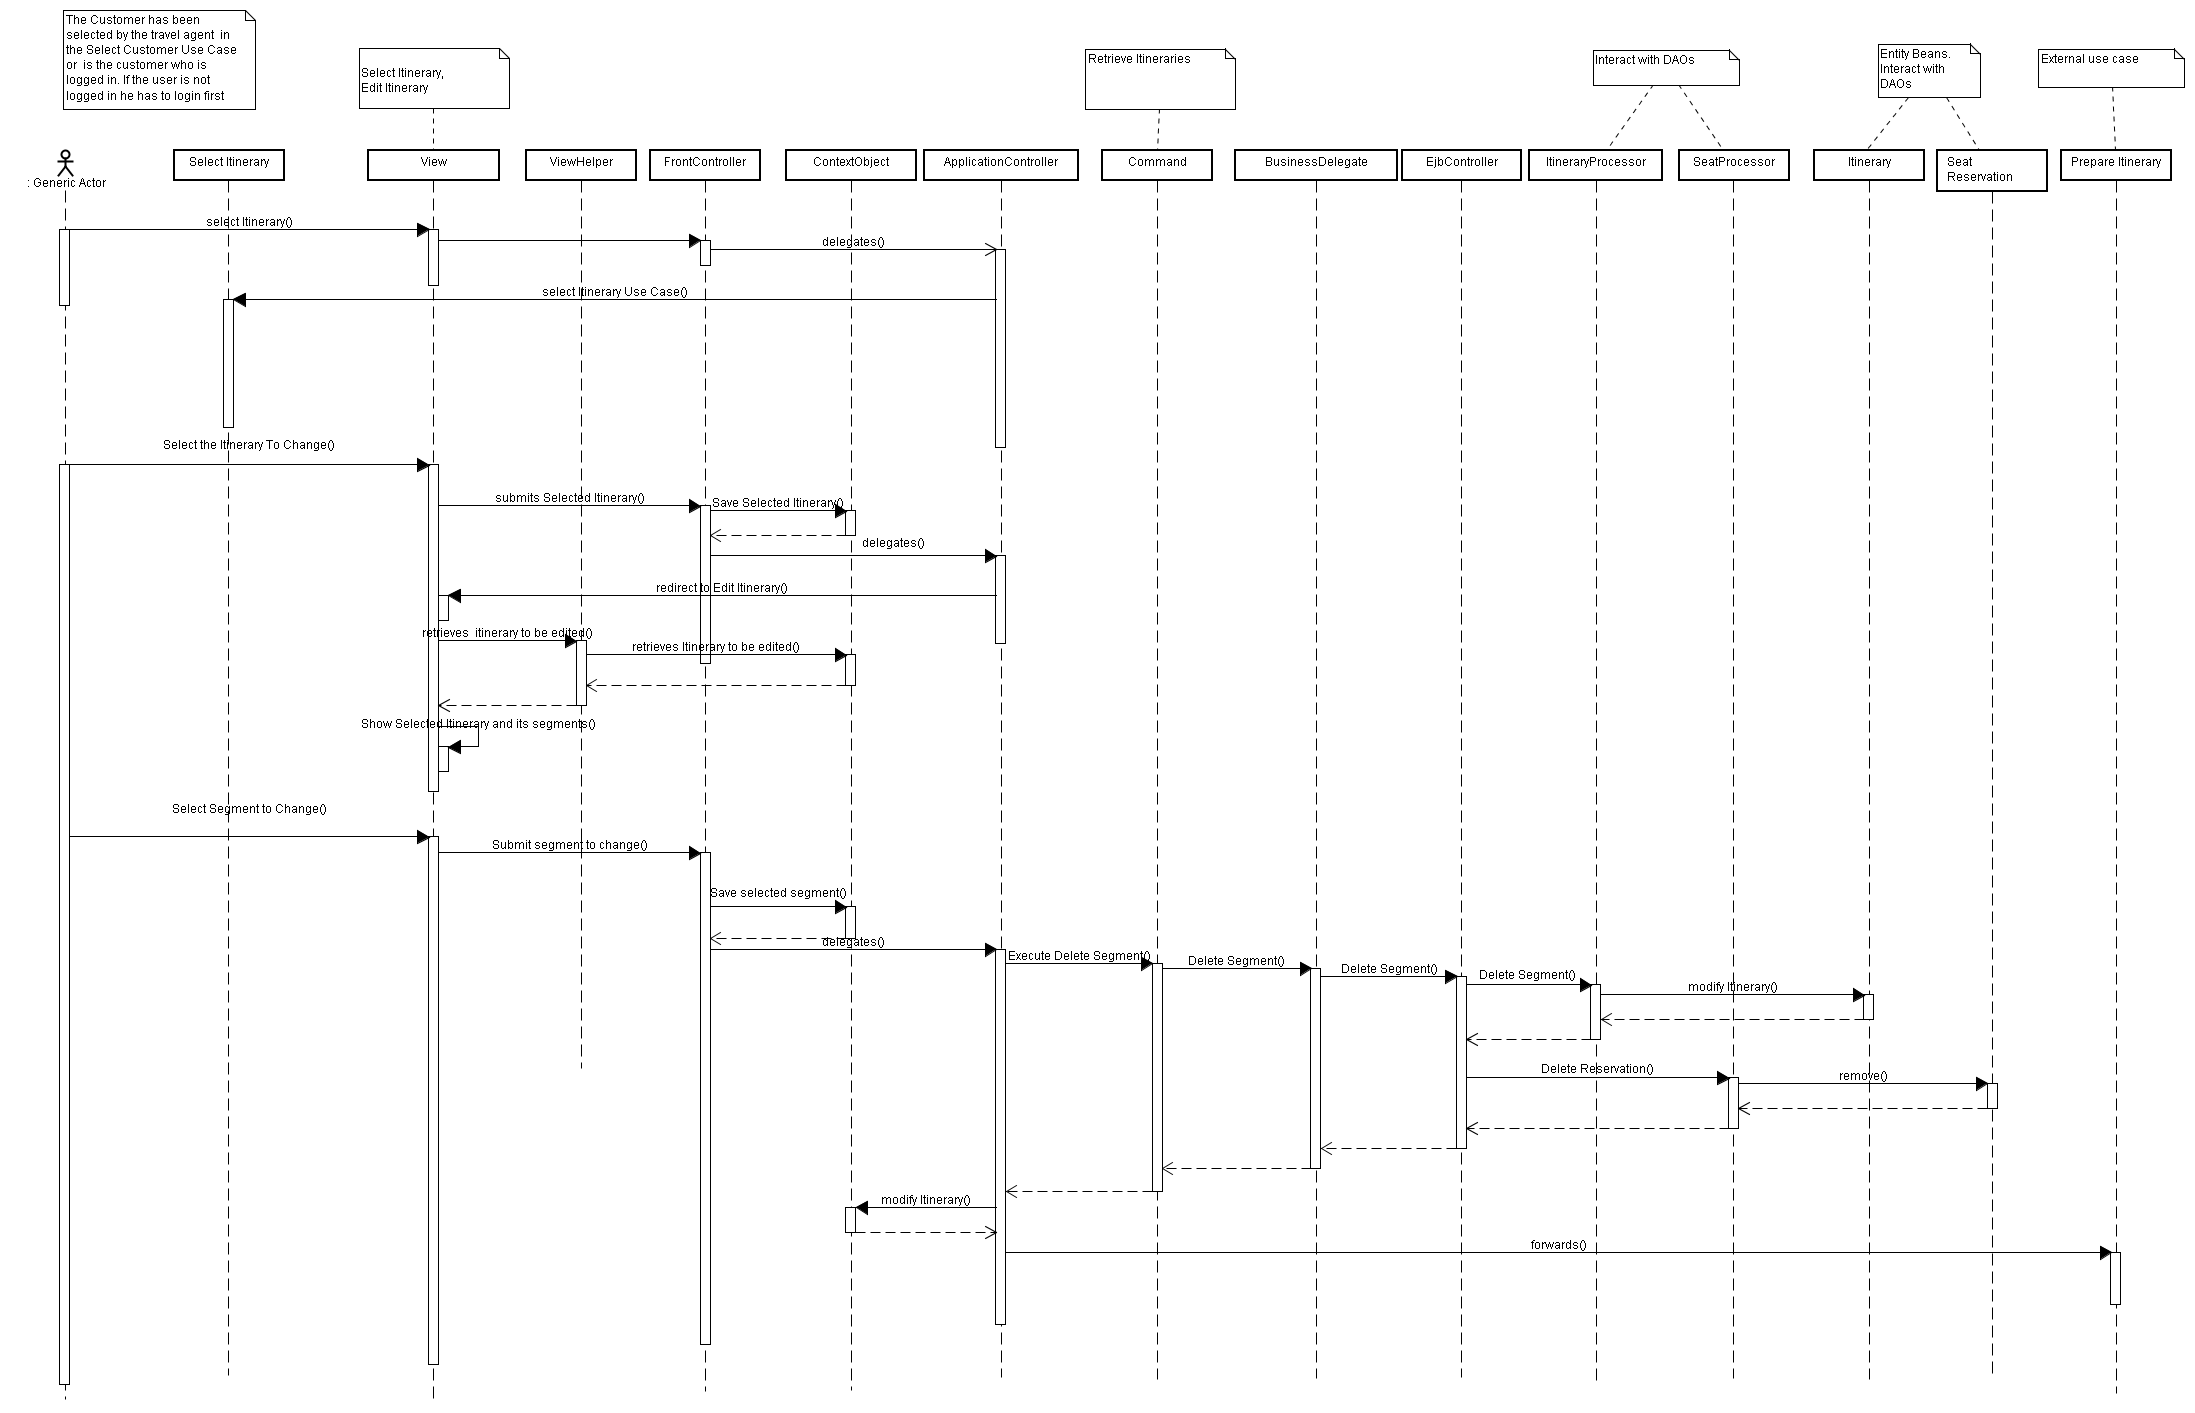 The Customer has been
selected by the travel agent  in
the Select Customer Use Case
or  is the customer who is
logged in. If the user is not
logged in he has to login first
Select Itinerary,
Edit Itinerary
Retrieve Itineraries
Interact with DAOs
Entity Beans.
Interact with
DAOs
External use case
: Generic Actor
Select Itinerary
View
ViewHelper
FrontController
ContextObject
ApplicationController
Command
BusinessDelegate
EjbController
ItineraryProcessor
SeatProcessor
Itinerary
Seat
Reservation
Prepare Itinerary
select Itinerary()
delegates()
select Itinerary Use Case()
Select the Itinerary To Change()
submits Selected Itinerary()
Save Selected Itinerary()
delegates()
redirect to Edit Itinerary()
retrieves  itinerary to be edited()
retrieves Itinerary to be edited()
Show Selected Itinerary and its segments()
Select Segment to Change()
Submit segment to change()
Save selected segment()
delegates()
Execute Delete Segment()
Delete Segment()
Delete Segment()
Delete Segment()
modify Itinerary()
Delete Reservation()
remove()
modify Itinerary()
forwards()